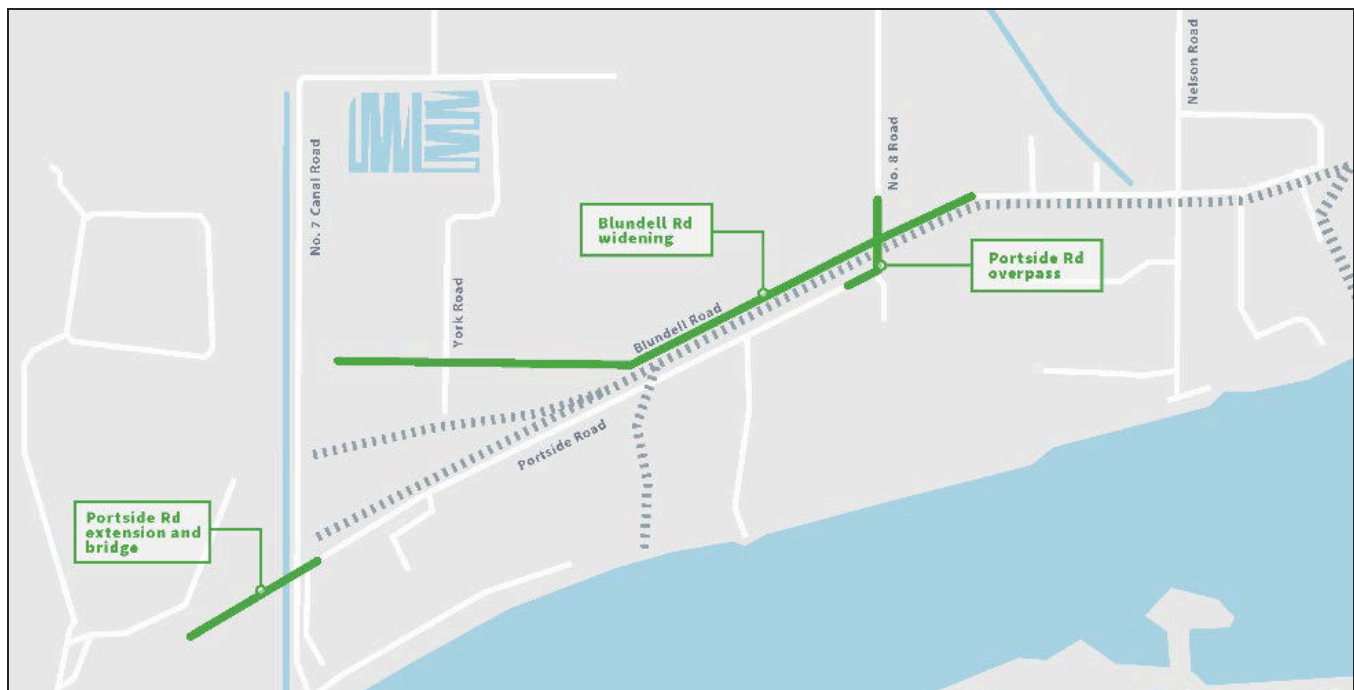 Nelson Road
No. 8 Road
No. 7 Canal Road
Blundell Rd
widening
Portside Rd
overpass
York Road
Blundell Road
Portside Road
Portside Rd
extension and
bridge